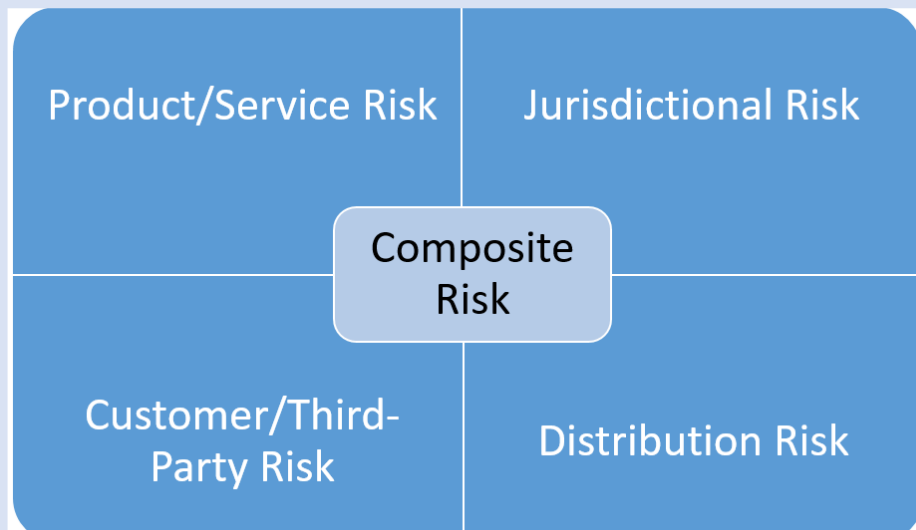 Product/Service Risk
Jurisdictional Risk
Composite
Risk
Customer/Third-
Party Risk
Distribution Risk